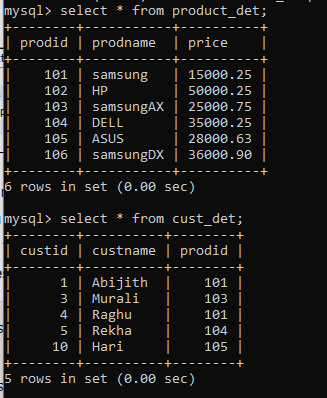 mysql> select * from product_det;
+--------+-----------+----------+
| prodid | prodname | price |
+--------+-----------+----------+
| 101 | samsung | 15000.25 |
| 102 | HP | 50000.25 |
| 103 | samsungAX | 25000.75 |
| 104 | DELL | 35000.25 |
| 105 | ASUS | 28000.63 |
| 106 | samsungDX | 36000.90 |
+--------+-----------+----------+
6 rows in set (0.00 sec)
mysql> select * from cust_det;
+--------+----------+--------+
| custid | custname | prodid |
+--------+----------+--------+
| 1 | Abijith | 101 |
| 3 | Murali | 103 |
| 4 | Raghu | 101 |
| 5 | Rekha | 104 |
| 10 | Hari | 105 |
+--------+----------+--------+
5 rows in set (0.00 sec)